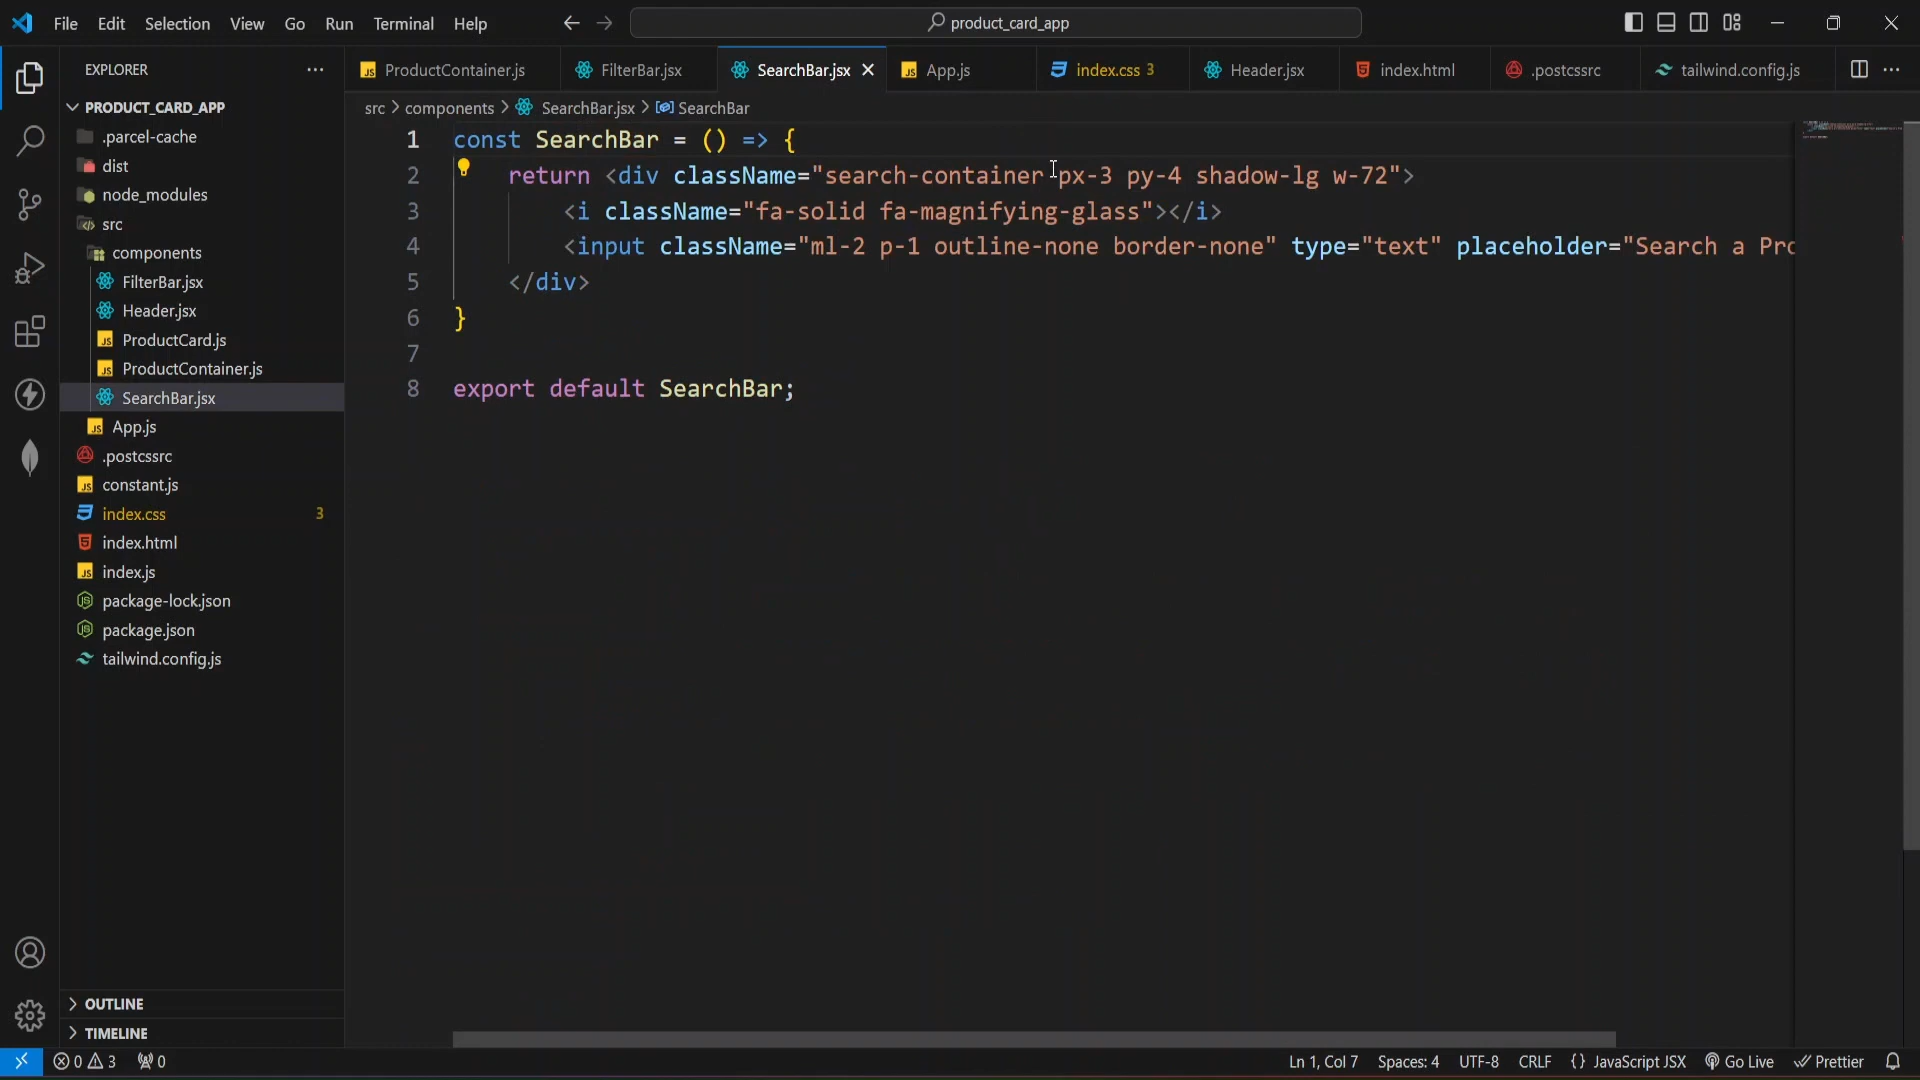 File Edit Selection View Go Run Terminal Help product_card_app
EXPLORER
ProductContainer.js FilterBar.jsx SearchBar.jsx App.js index.css 3 Header.jsx index.html .postcssrc tailwind.config.js
PRODUCT_CARD_APP
.parcel-cache
dist
node_modules
src
components
FilterBar.jsx
Header.jsx
ProductCard.js
ProductContainer.js
SearchBar.jsx
App.js
.postcssrc
constant.js
index.css 3
index.html
index.js
package-lock.json
package.json
tailwind.config.js
OUTLINE
TIMELINE
src > components > SearchBar.jsx > SearchBar
1 const SearchBar = () => {
2 return <div className="search-container px-3 py-4 shadow-lg w-72">
3 <i className="fa-solid fa-magnifying-glass"></i>
4 <input className="ml-2 p-1 outline-none border-none" type="text" placeholder="Search a Pro
5 </div>
6 }
7
8 export default SearchBar;
0 3 0 Ln 1, Col 7 Spaces: 4 UTF-8 CRLF {} JavaScript JSX Go Live Prettier